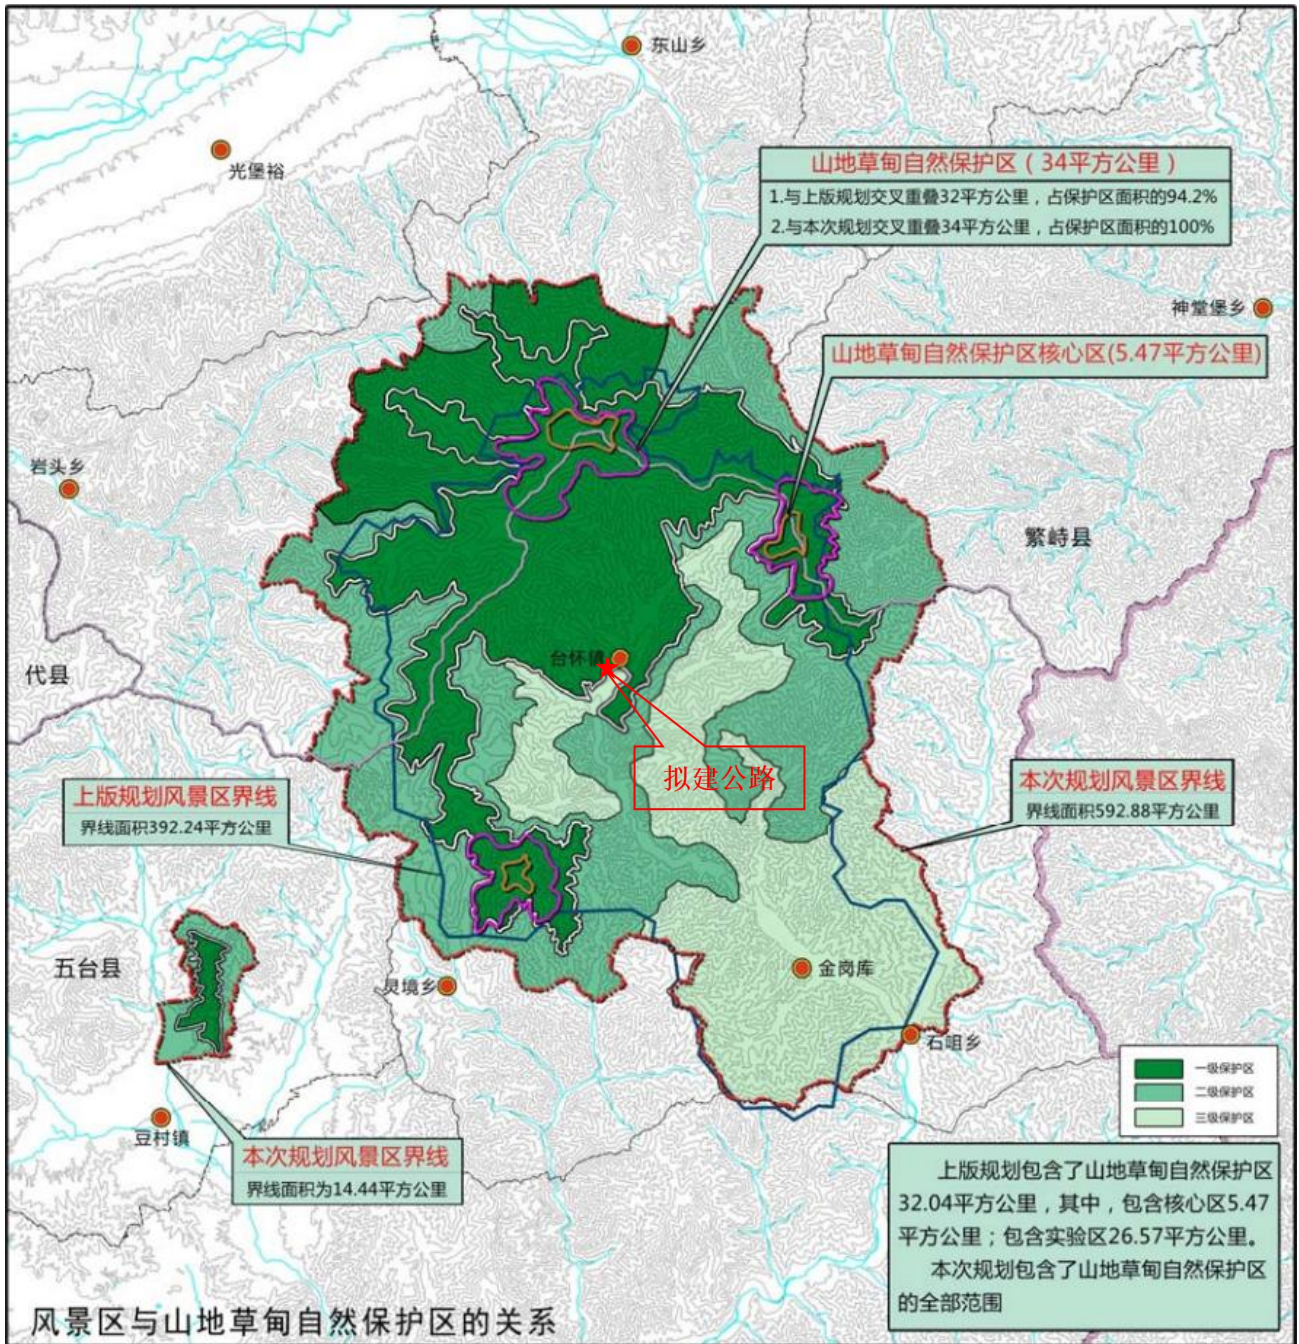 东山乡
光堡裕
山地草甸自然保护区（34平方公里）
1.与上版规划交叉重叠32平方公里，占保护区面积的94.2%
2.与本次规划交叉重叠34平方公里，占保护区面积的100%
神堂堡乡
山地草甸自然保护区核心区(5.47平方公里)
岩头乡
繁峙县
台怀镇
代县
拟建公路
上版规划风景区界线
界线面积392.24平方公里
本次规划风景区界线
界线面积592.88平方公里
五台县
灵境乡
金岗库
石咀乡
一级保护区
二级保护区
三级保护区
豆村镇
本次规划风景区界线
界线面积为14.44平方公里
上版规划包含了山地草甸自然保护区
32.04平方公里，其中，包含核心区5.47
平方公里；包含实验区26.57平方公里。
本次规划包含了山地草甸自然保护区
的全部范围
风景区与山地草甸自然保护区的关系